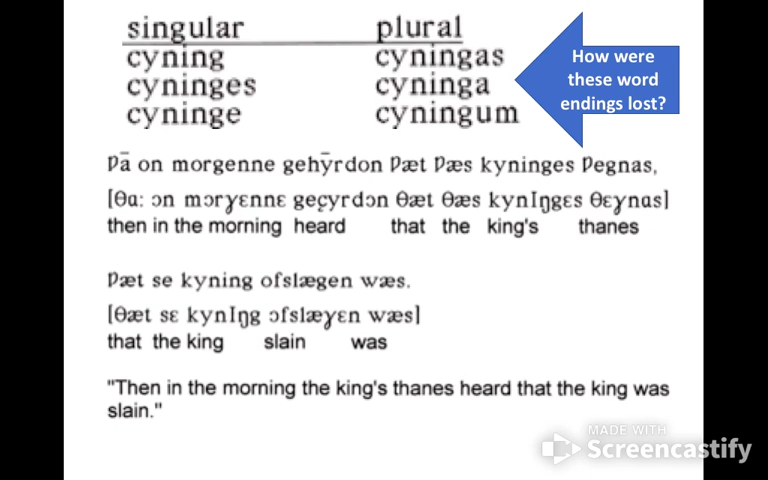 singular plural
cyning cyningas
cyninges cyninga
cyninge cyningum
How were
these word
endings lost?
Þā on morgenne gehȳrdon Þæt Þæs kyninges Þegnas,
[θɑ: ɔn mɔrɣɛnnɛ geçyrdɔn θæt θæs kynIŋgɛs θɛɣnɑs]
then in the morning heard that the king's thanes
Þæt se kyning ofslægen wæs.
[θæt sɛ kynIŋg ɔfslæɣɛn wæs]
that the king slain was
"Then in the morning the king's thanes heard that the king was
slain."
MADE WITH
Screencastify